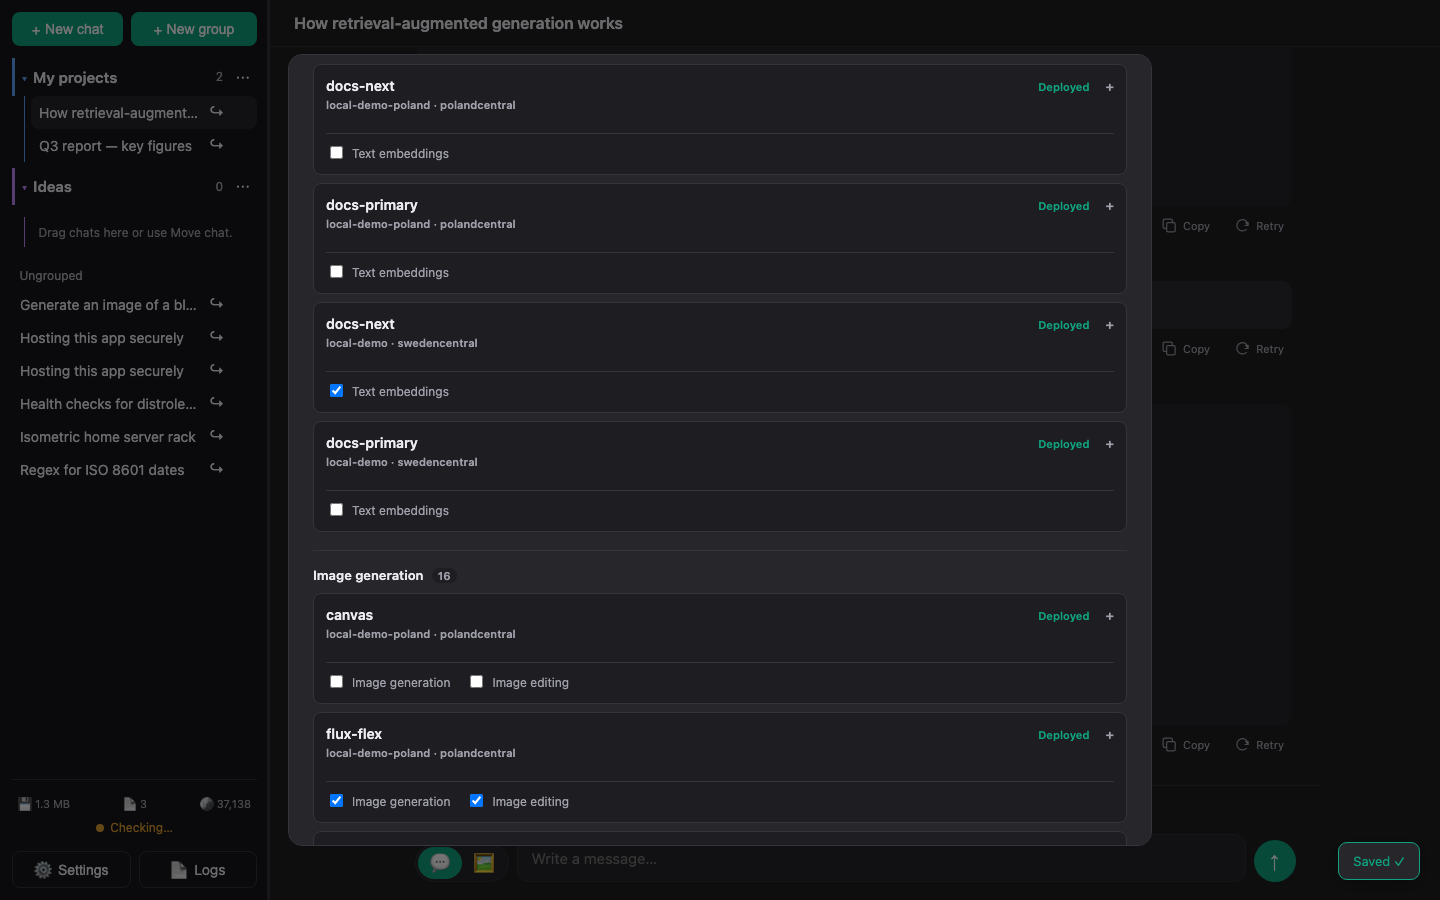 + New chat
+ New group
My projects 2 ...
How retrieval-augment...
Q3 report — key figures
Ideas 0 ...
Drag chats here or use Move chat.
Ungrouped
Generate an image of a bl...
Hosting this app securely
Hosting this app securely
Health checks for distrole...
Isometric home server rack
Regex for ISO 8601 dates
1.3 MB 3 37,138
Checking...
Settings
Logs
How retrieval-augmented generation works
docs-next Deployed +
local-demo-poland · polandcentral
Text embeddings
docs-primary Deployed +
local-demo-poland · polandcentral
Text embeddings
docs-next Deployed +
local-demo · swedencentral
Text embeddings
docs-primary Deployed +
local-demo · swedencentral
Text embeddings
Image generation 16
canvas Deployed +
local-demo-poland · polandcentral
Image generation Image editing
flux-flex Deployed +
local-demo-poland · polandcentral
Image generation Image editing
Copy Retry
Copy Retry
Copy Retry
Write a message...
Saved ✓